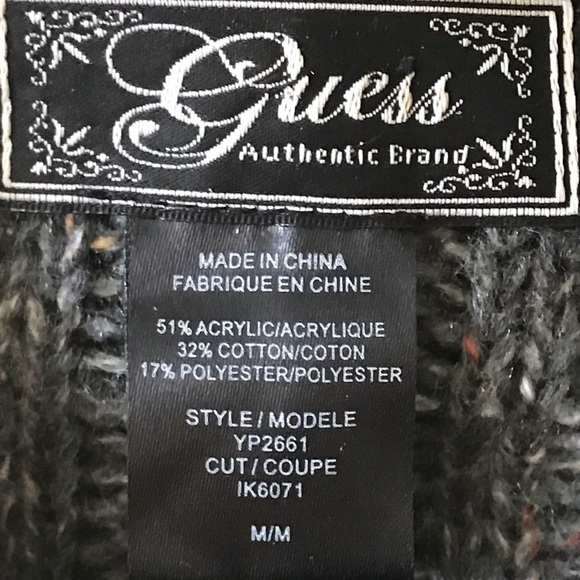 Guess
Authentic Brand
MADE IN CHINA
FABRIQUE EN CHINE
51% ACRYLIC/ACRYLIQUE
32% COTTON/COTON
17% POLYESTER/POLYESTER
STYLE / MODELE
YP2661
CUT / COUPE
IK6071
M/M